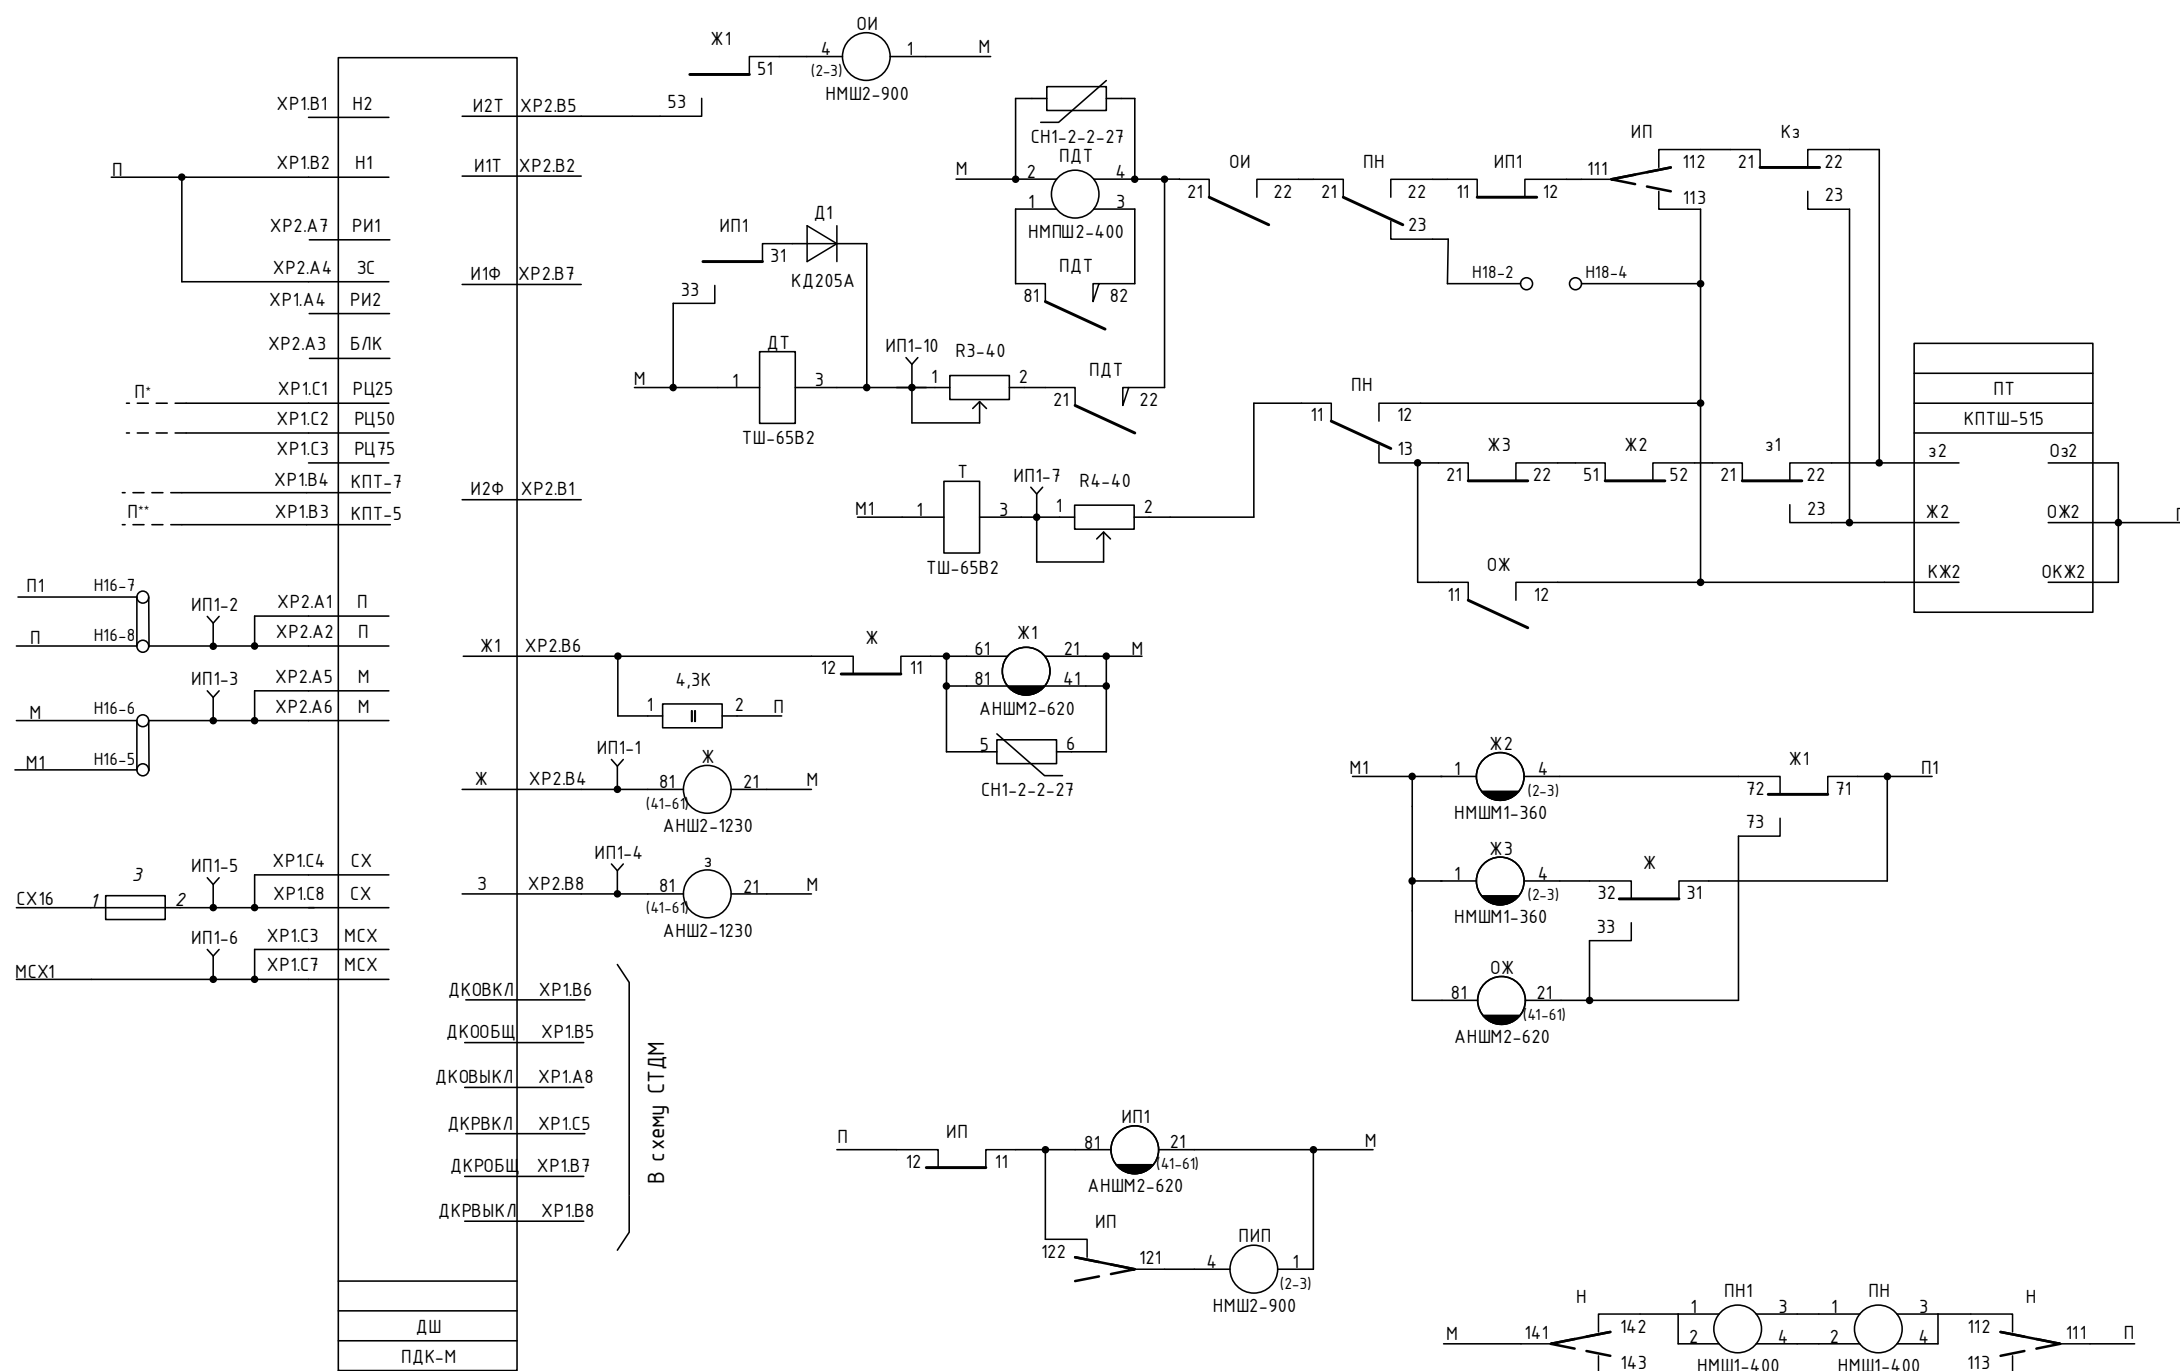 ХР1.В1 Н2
ХР1.В2 Н1
П
ХР2.А7 РИ1
ХР2.А4 ЗС
ХР1.А4 РИ2
ХР2.А3 БЛК
П* ХР1.С1 РЦ25
ХР1.С2 РЦ50
ХР1.С3 РЦ75
ХР1.В4 КПТ-7
П** ХР1.В3 КПТ-5
П1 Н16-7
ИП1-2 ХР2.А1 П
П Н16-8 ХР2.А2 П
ИП1-3 ХР2.А5 М
М Н16-6 ХР2.А6 М
М1 Н16-5
3 ИП1-5 ХР1.С4 СХ
СХ16 1 2 ХР1.С8 СХ
ИП1-6 ХР1.С3 МСХ
МСХ1 ХР1.С7 МСХ
И2Т ХР2.В5
И1Т ХР2.В2
И1Ф ХР2.В7
И2Ф ХР2.В1
Ж1 ХР2.В6
Ж ХР2.В4
З ХР2.В8
ДКОВКЛ ХР1.В6
ДКООБЩ ХР1.В5
ДКОВЫКЛ ХР1.А8
ДКРВКЛ ХР1.С5
ДКРОБЩ ХР1.В7
ДКРВЫКЛ ХР1.В8
В схему СТДМ
ДШ
ПДК-М
Ж1
51
53
ОИ
4 1 М
(2-3)
НМШ2-900
СН1-2-2-27
ПДТ
М 2 4
1 3
НМПШ2-400
ПДТ
81 82
ОИ
21 22
ПН
21 22
23
ИП1
11 12
ИП
111 112
113
Кз
21 22
23
Н18-2 Н18-4
ИП1
31
33
Д1
КД205А
ДТ
М 1 3
ТШ-65В2
ИП1-10
R3-40
1 2
ПДТ
21 22
Т
М1 1 3
ТШ-65В2
ИП1-7
R4-40
1 2
ПН
11 12
13
Ж3
21 22
Ж2
51 52
з1
21 22
23
ОЖ
11 12
ПТ
КПТШ-515
з2 Оз2
Ж2 ОЖ2
КЖ2 ОКЖ2
4,3К
1 2 П
Ж
12 11
Ж1
61 21 М
81 41
АНШМ2-620
5 6
СН1-2-2-27
ИП1-1
Ж
81 21 М
(41-61)
АНШ2-1230
ИП1-4
з
81 21 М
(41-61)
АНШ2-1230
Ж2
М1 1 4
(2-3)
НМШМ1-360
Ж1
72 71 П1
73
Ж3
1 4
(2-3)
НМШМ1-360
Ж
32 31
33
ОЖ
81 21
(41-61)
АНШМ2-620
П
ИП
12 11
ИП1
81 21 М
(41-61)
АНШМ2-620
ИП
122 121
ПИП
4 1
(2-3)
НМШ2-900
Н ПН1 ПН Н
М 141 142 1 3 1 3 112 111 П
2 4 2 4
143 НМШ1-400 НМШ1-400 113